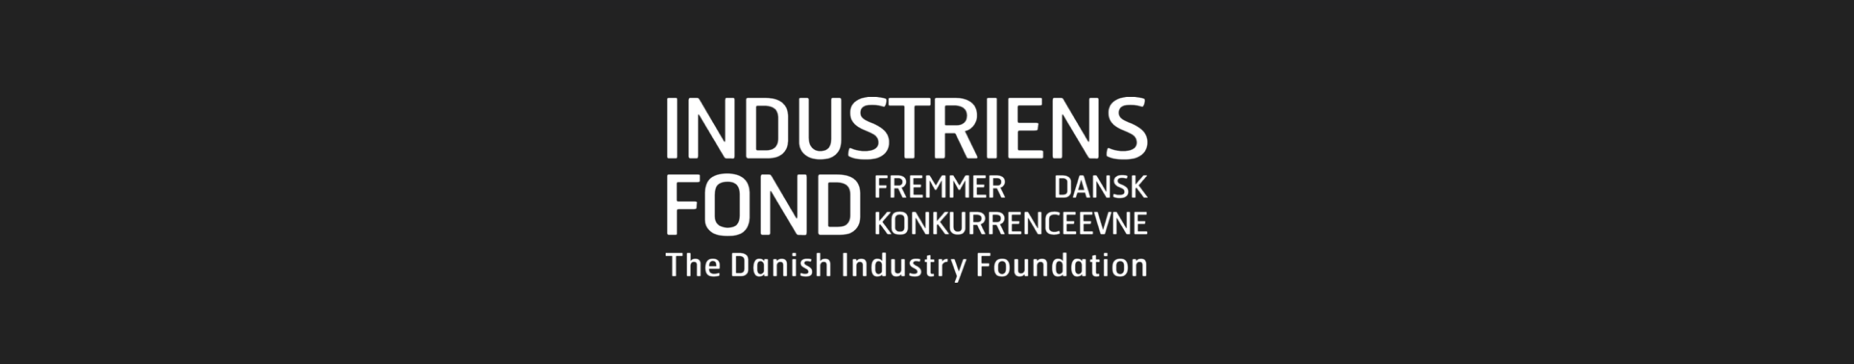 INDUSTRIENS
FOND FREMMER DANSK
KONKURRENCEEVNE
The Danish Industry Foundation